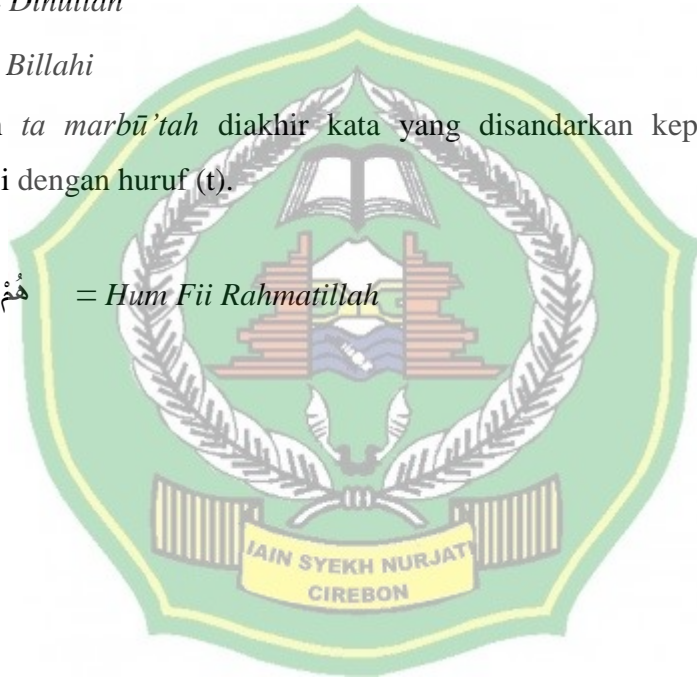 Dinullah
Billahi
ta marbū’tah diakhir kata yang disandarkan kep
i dengan huruf (t).
هُمْ = Hum Fii Rahmatillah
IAIN SYEKH NURJATI
CIREBON